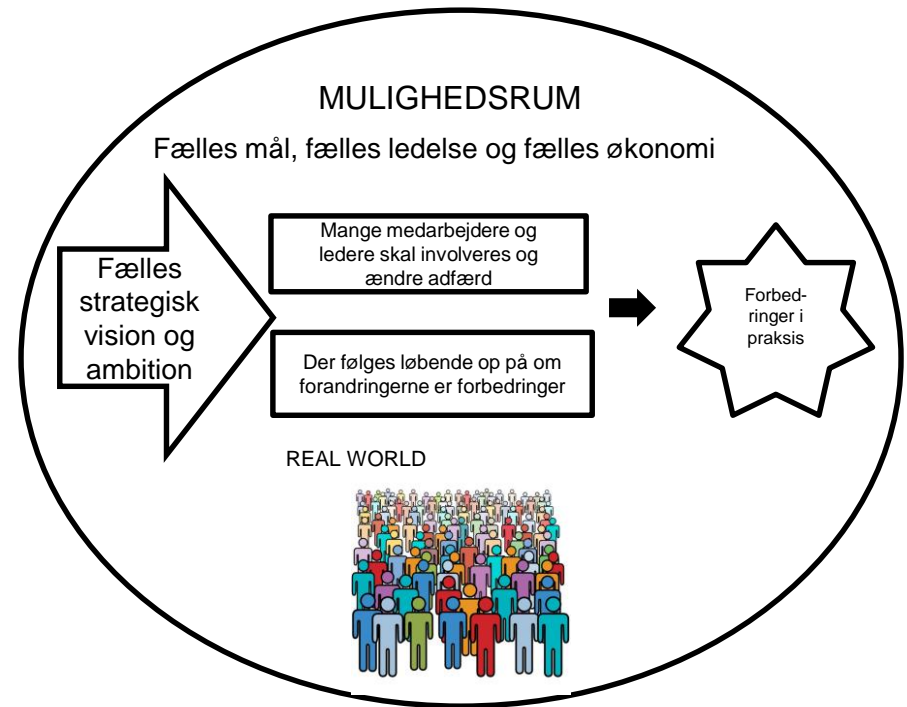 MULIGHEDSRUM
Fælles mål, fælles ledelse og fælles økonomi
Fælles
strategisk
vision og
ambition
Mange medarbejdere og
ledere skal involveres og
ændre adfærd
Der følges løbende op på om
forandringerne er forbedringer
Forbed-
ringer i
praksis
REAL WORLD